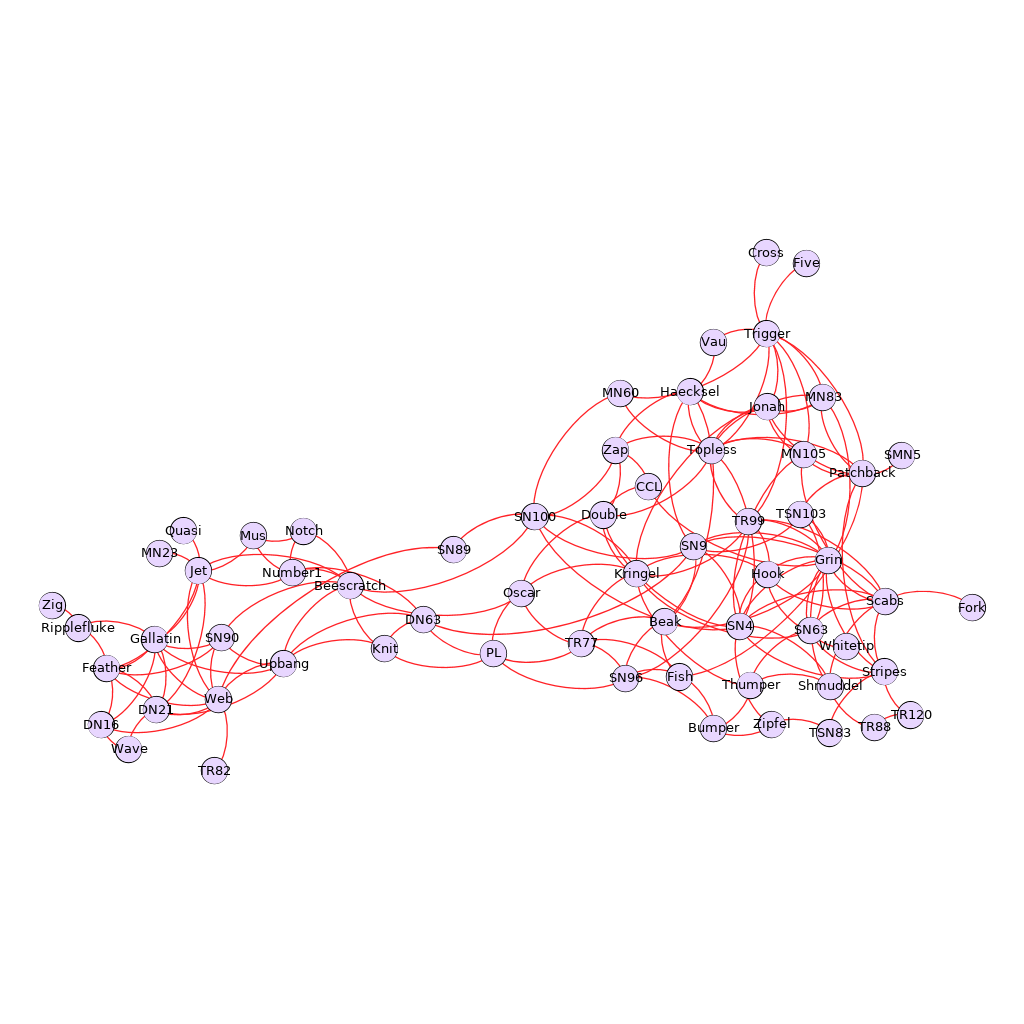 Cross
Five
Trigger
Vau
Haecksel
MN60
MN83
Jonah
Zap
Topless
MN105
SMN5
Patchback
CCL
SN100
Double
TR99
TSN103
Quasi
Mus
Notch
MN23
SN89
SN9
Jet
Number1
Beescratch
Kringel
Hook
Grin
Zig
Ripplefluke
Oscar
Scabs
Fork
DN63
Beak
SN4
SN63
Gallatin
SN90
Knit
PL
TR77
Whitetip
Feather
Upbang
SN96
Fish
Thumper
Shmuddel
Stripes
DN21
Web
DN16
Wave
Bumper
Zipfel
TSN83
TR88
TR120
TR82